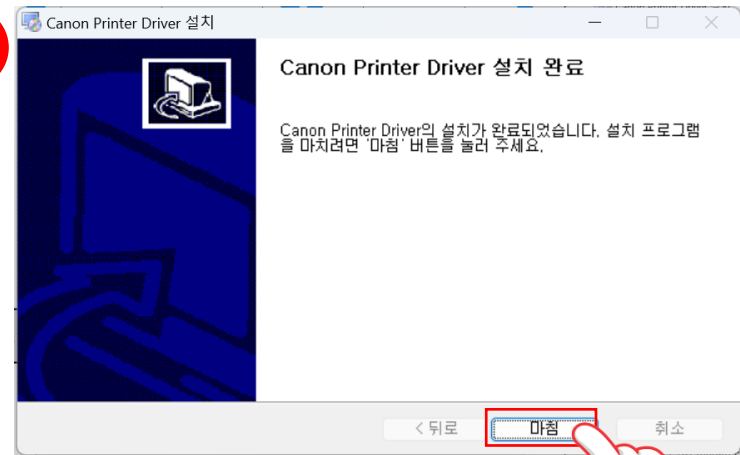 Canon Printer Driver 설치
Canon Printer Driver 설치 완료
Canon Printer Driver의 설치가 완료되었습니다. 설치 프로그램
을 마치려면 '마침' 버튼을 눌러 주세요.
< 뒤로
마침
취소